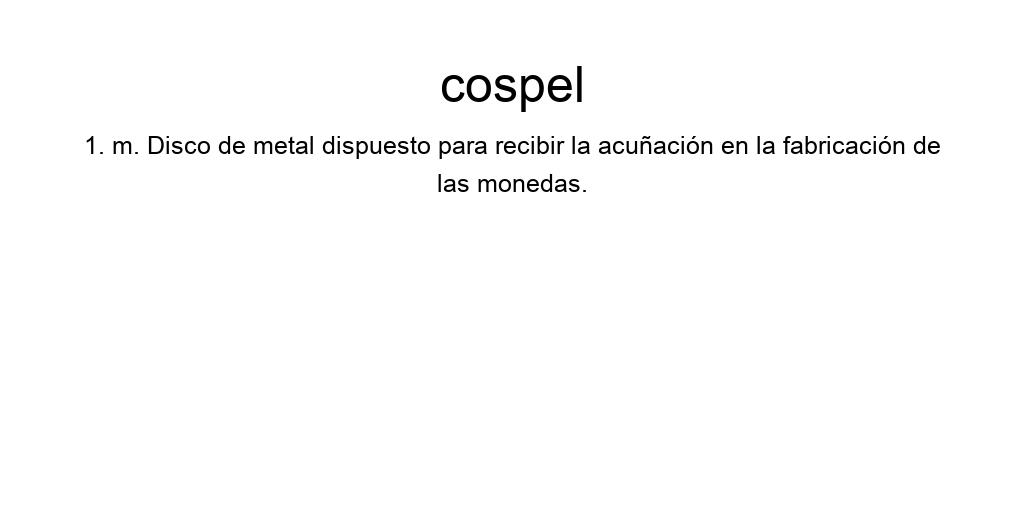 cospel
1. m. Disco de metal dispuesto para recibir la acuñación en la fabricación de
las monedas.